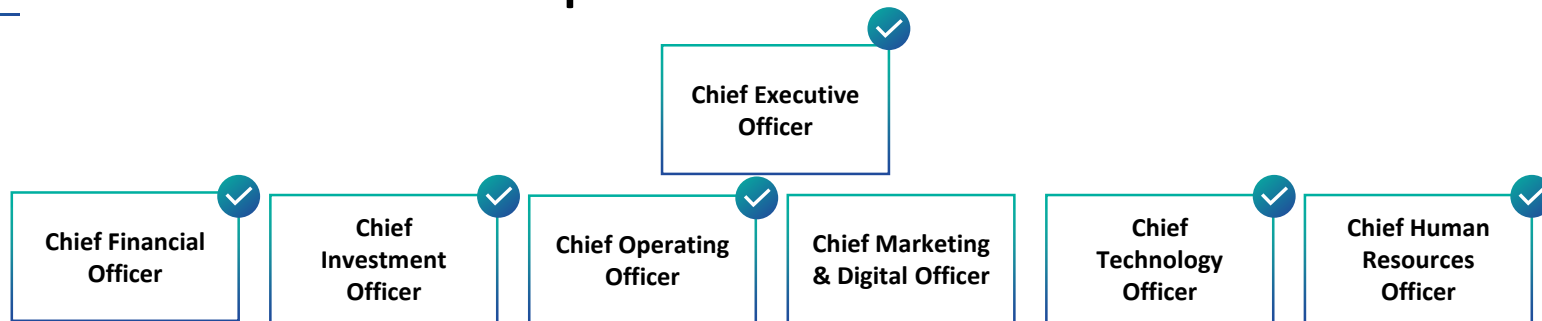 Chief Executive
Officer
Chief Financial
Officer
Chief
Investment
Officer
Chief Operating
Officer
Chief Marketing
& Digital Officer
Chief
Technology
Officer
Chief Human
Resources
Officer